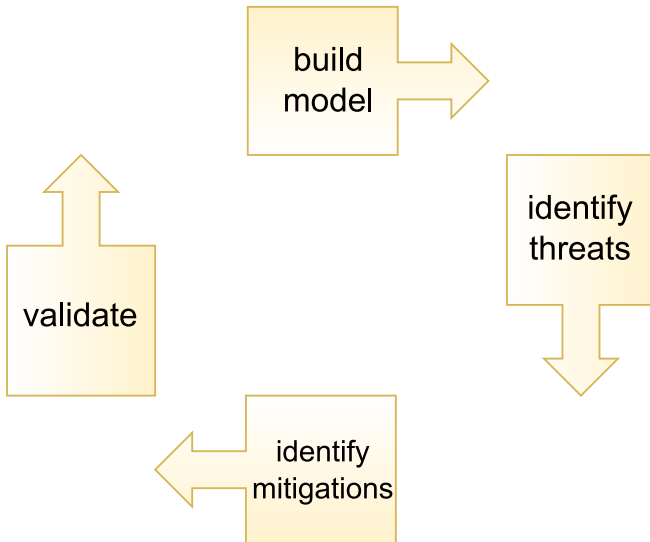 build
model
identify
threats
identify
mitigations
validate